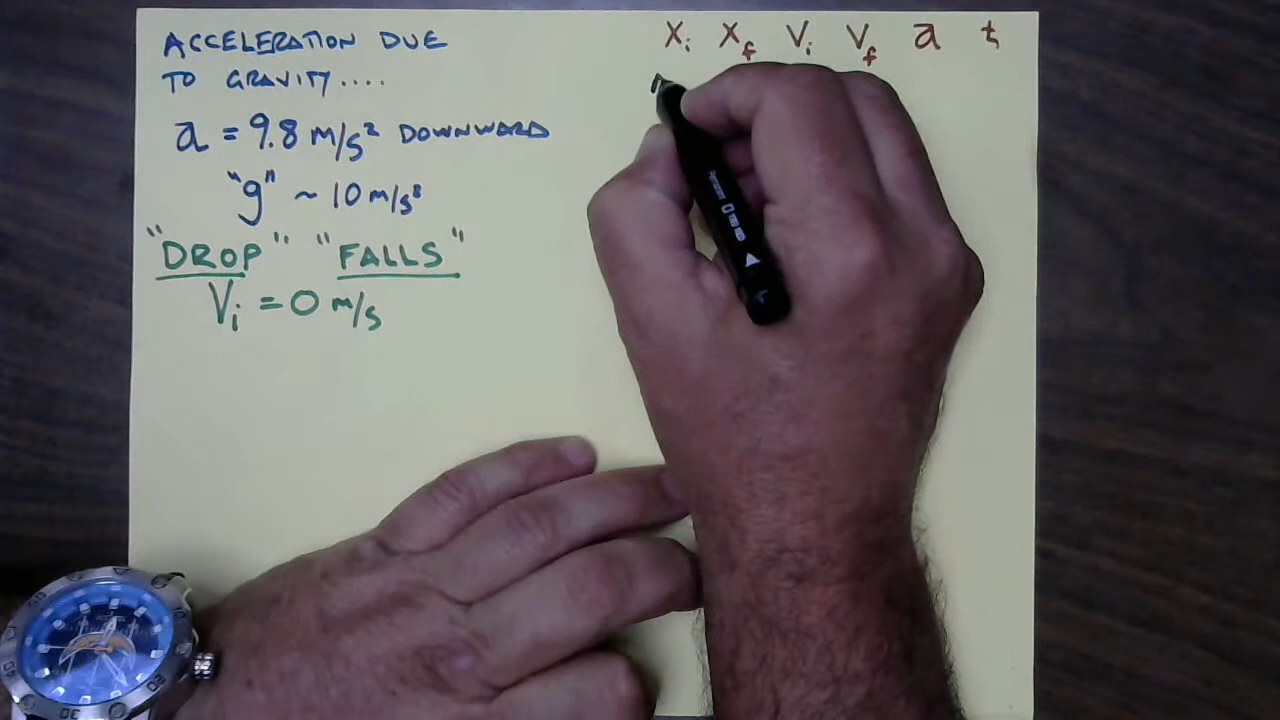 ACCELERATION DUE
TO GRAVITY....
a = 9.8 m/s² DOWNWARD
"g" ~ 10 m/s²
"DROP" "FALLS"
Vi = 0 m/s
Xi Xf Vi Vf a t